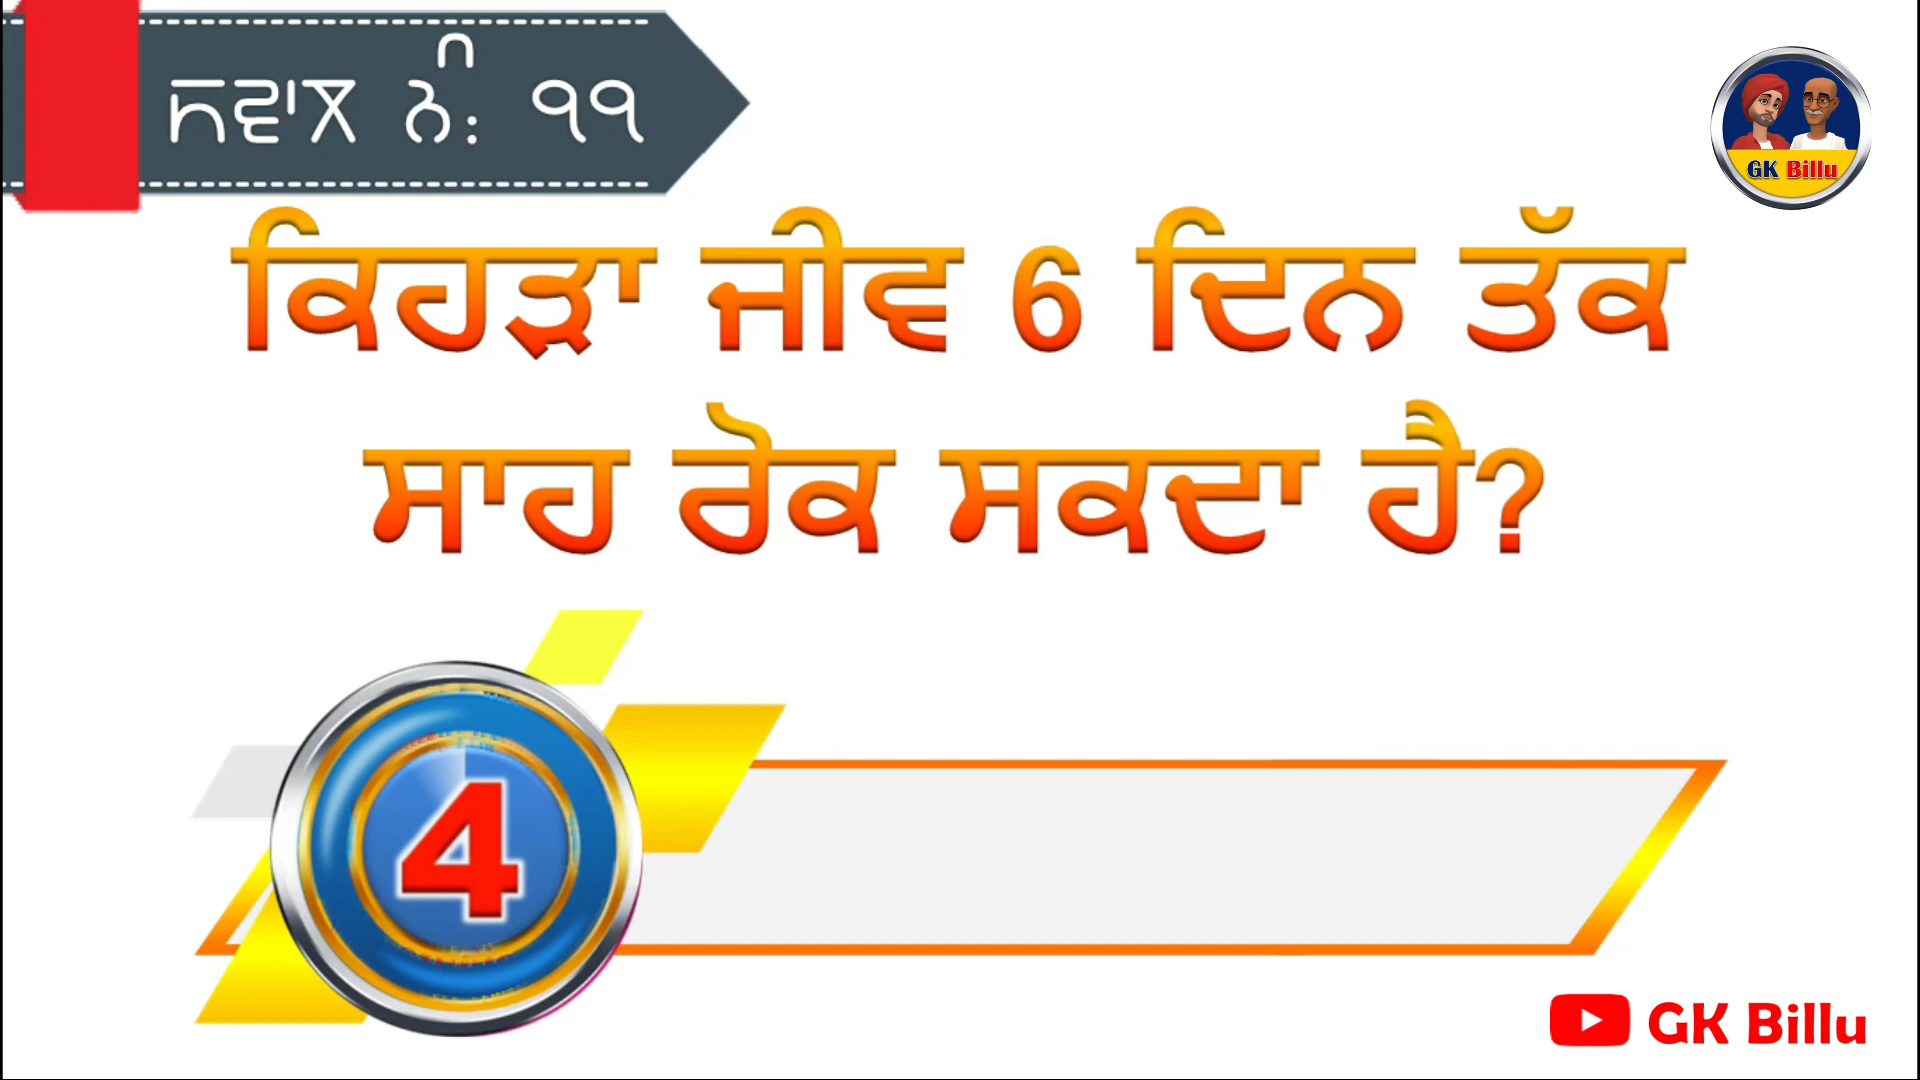 ਸਵਾਲ ਨੰ: ੧੧
GK Billu
ਕਿਹੜਾ ਜੀਵ 6 ਦਿਨ ਤੱਕ
ਸਾਹ ਰੋਕ ਸਕਦਾ ਹੈ?
4
GK Billu